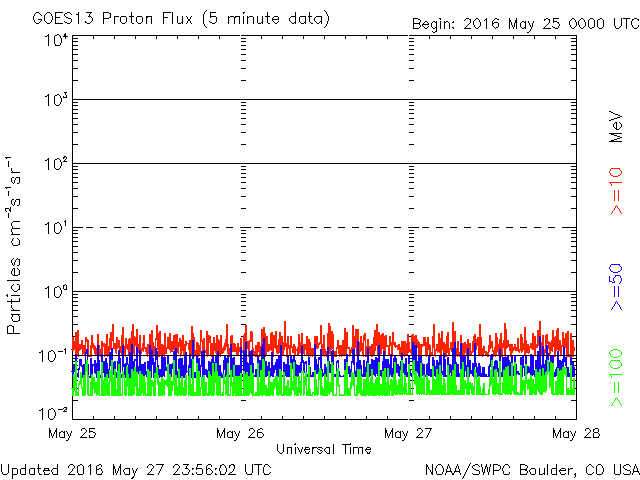 GOES13 Proton Flux (5 minute data)
Begin: 2016 May 25 0000 UTC
Particles cm⁻²s⁻¹sr⁻¹
10⁴
10³
10²
10¹
10⁰
10⁻¹
10⁻²
MeV
>=10
>=50
>=100
May 25
May 26
May 27
May 28
Universal Time
Updated 2016 May 27 23:56:02 UTC
NOAA/SWPC Boulder, CO USA